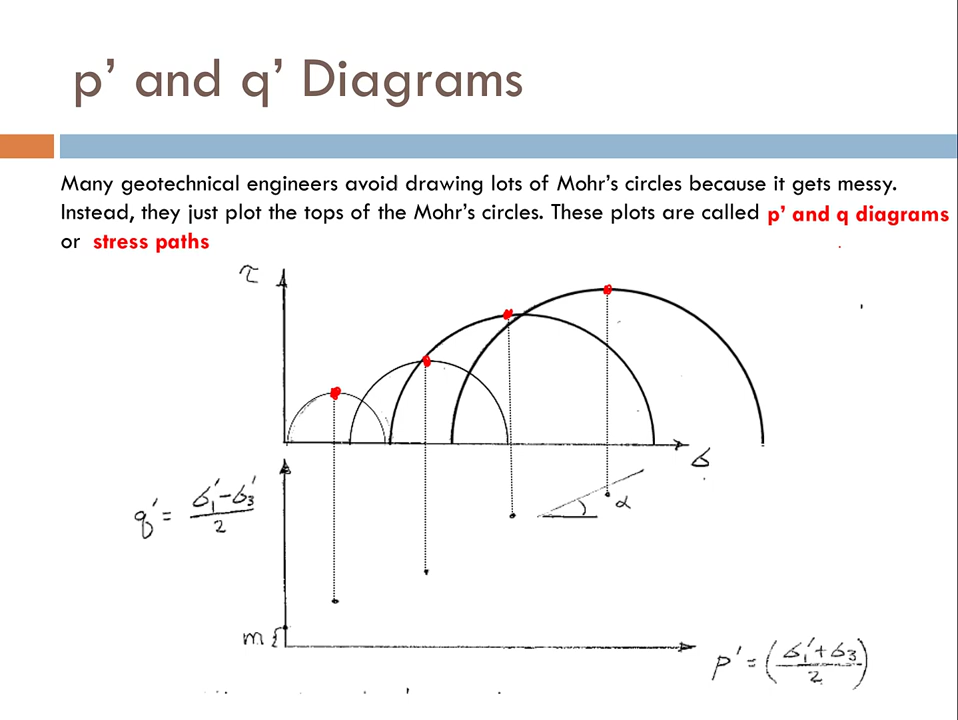 p’ and q’ Diagrams
Many geotechnical engineers avoid drawing lots of Mohr’s circles because it gets messy.
Instead, they just plot the tops of the Mohr’s circles. These plots are called p’ and q diagrams
or stress paths
τ
σ
q' = σ₁' - σ₃' / 2
α
m
p' = (σ₁' + σ₃ / 2)